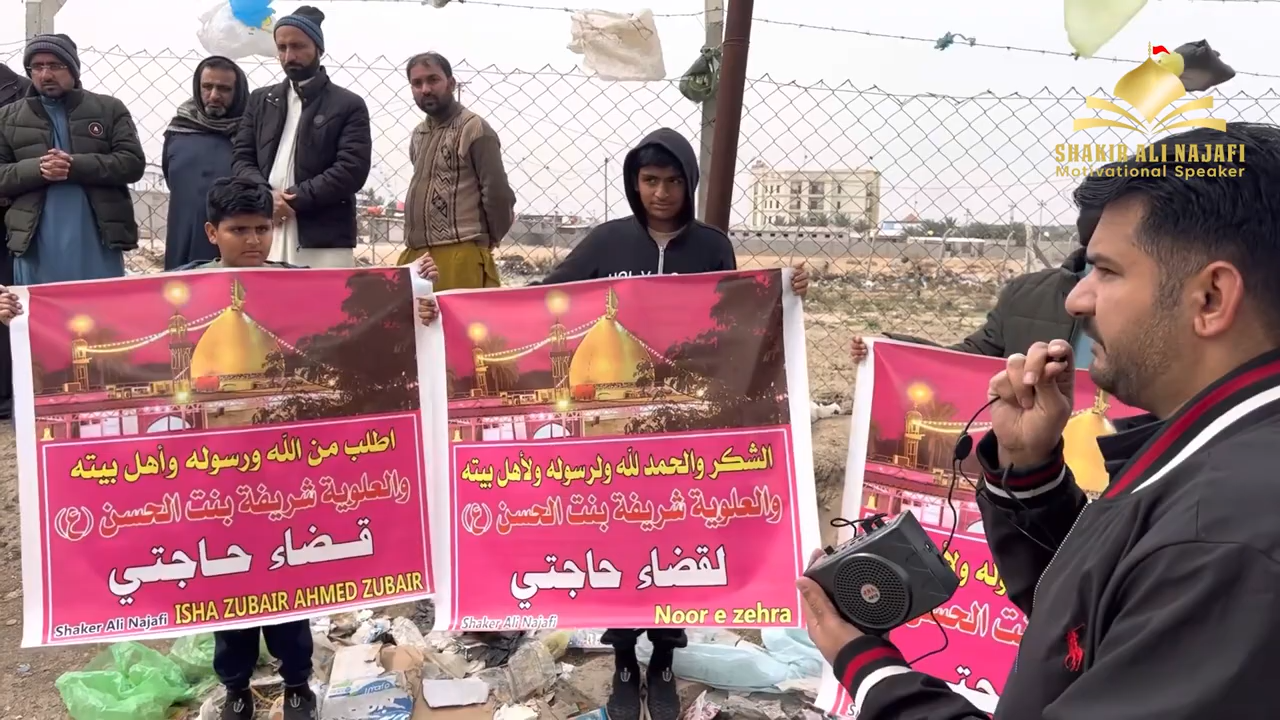 SHAKIR ALI NAJAFI
Motivational Speaker
اطلب من الله ورسوله وأهل بيته
والعلوية شريفة بنت الحسن (ع)
قضاء حاجتي
ISHA ZUBAIR AHMED ZUBAIR
Shaker Ali Najafi
الشكر والحمد لله ولرسوله ولأهل بيته
والعلوية شريفة بنت الحسن (ع)
لقضاء حاجتي
Noor e zehra
Shaker Ali Najafi